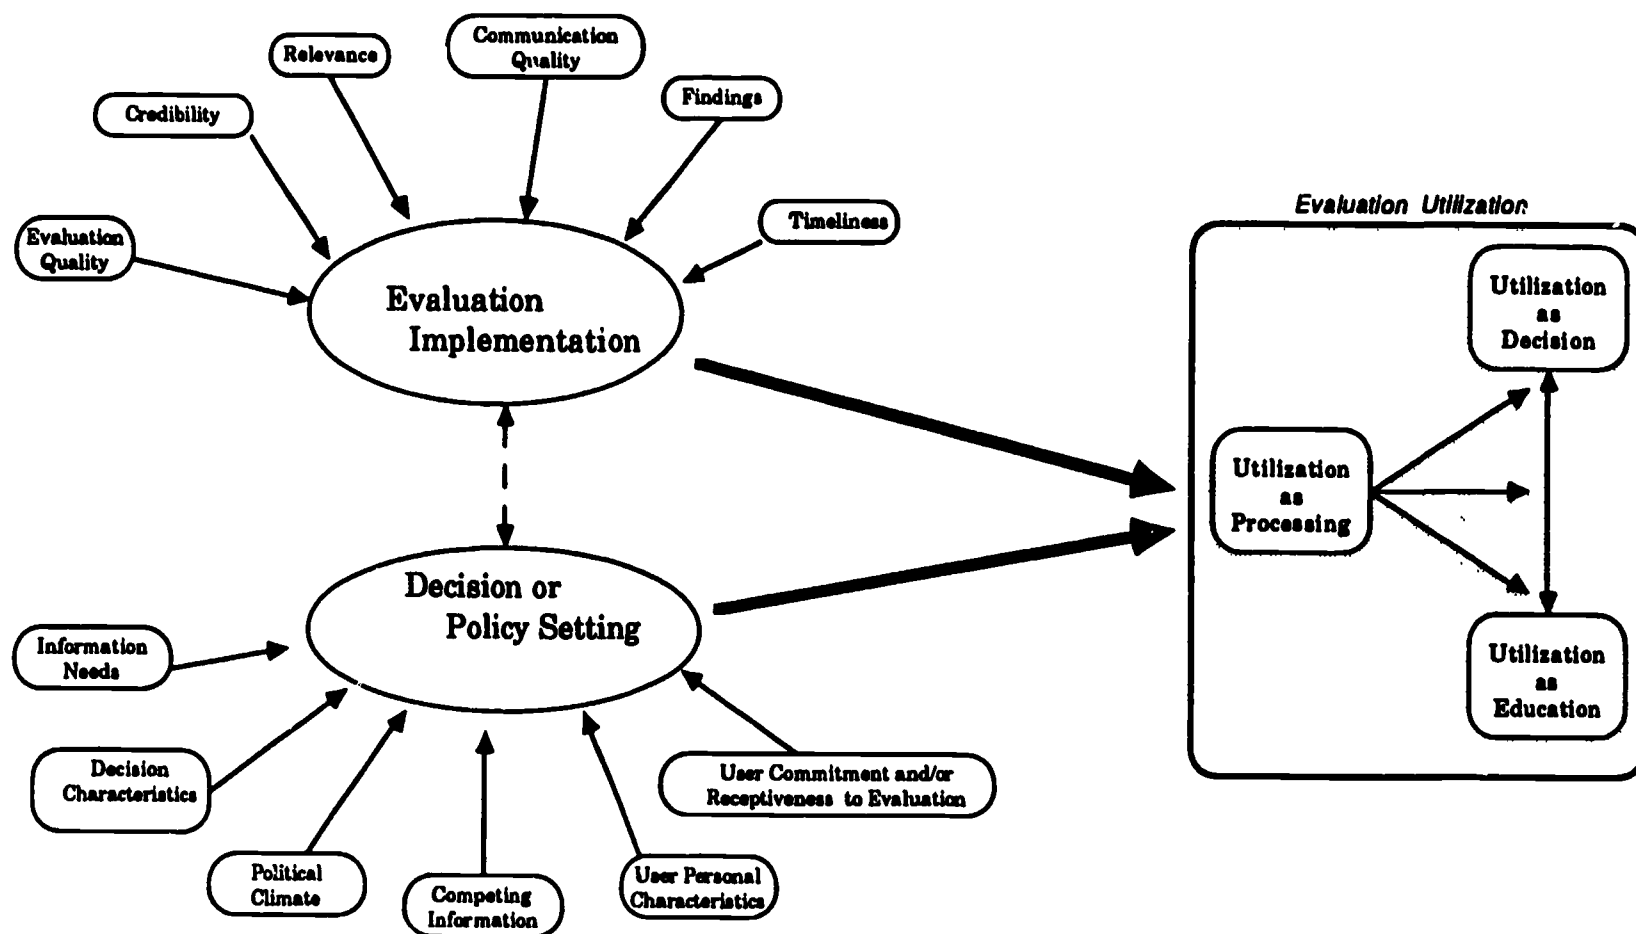 Communication
Quality
Relevance
Findings
Credibility
Timeliness
Evaluation
Quality
Evaluation
Implementation
Evaluation Utilization
Utilization
as
Decision
Utilization
as
Processing
Utilization
as
Education
Decision or
Policy Setting
Information
Needs
Decision
Characteristics
Political
Climate
Competing
Information
User Personal
Characteristics
User Commitment and/or
Receptiveness to Evaluation